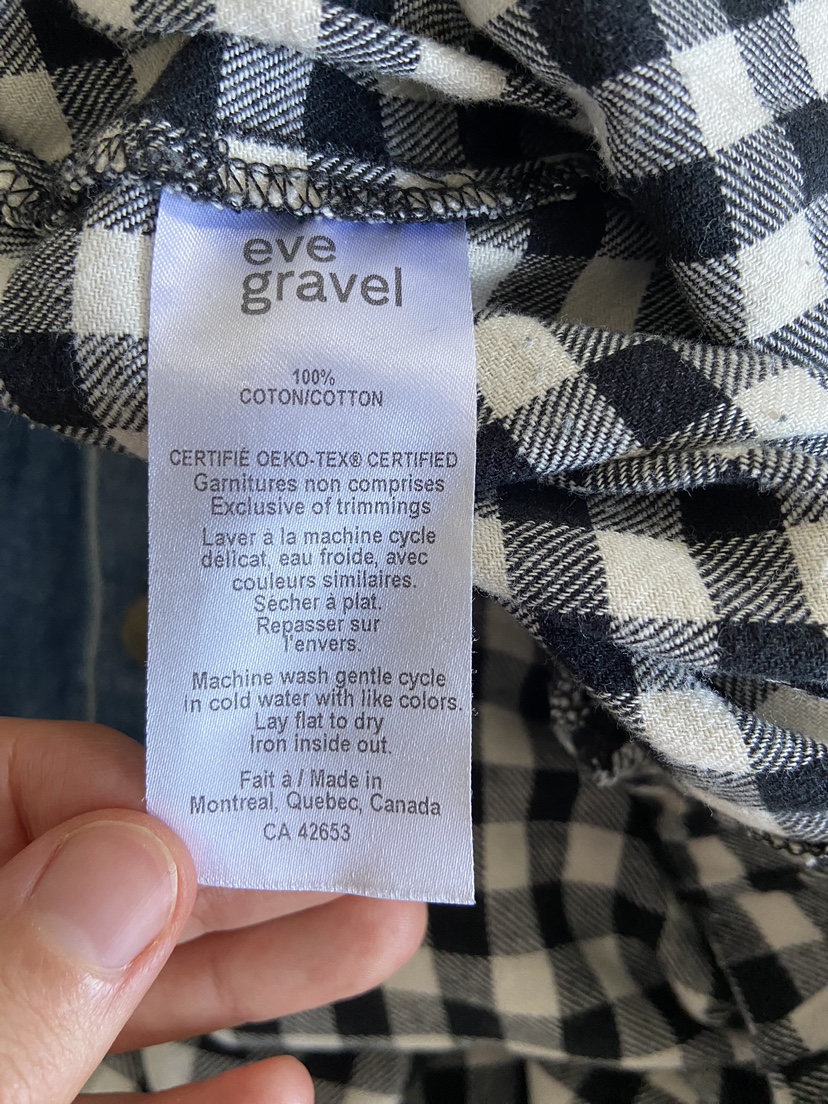 eve
gravel
100%
COTON/COTTON
CERTIFIÉ OEKO-TEX® CERTIFIED
Garnitures non comprises
Exclusive of trimmings
Laver à la machine cycle
délicat, eau froide, avec
couleurs similaires.
Sécher à plat.
Repasser sur
l'envers.
Machine wash gentle cycle
in cold water with like colors.
Lay flat to dry
Iron inside out.
Fait à / Made in
Montreal, Quebec, Canada
CA 42653